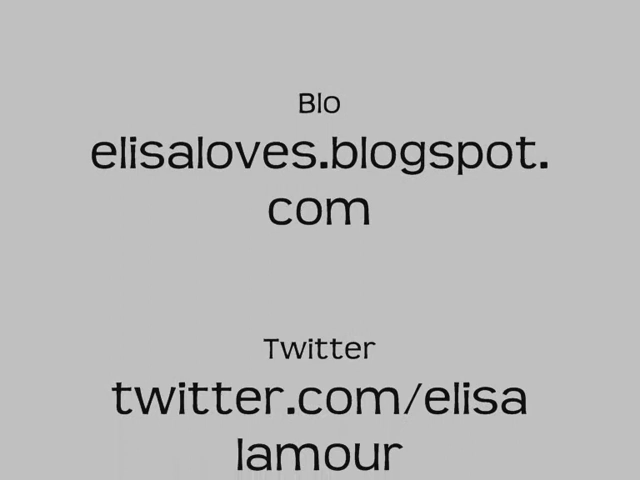 Blo
elisaloves.blogspot.
com
Twitter
twitter.com/elisa
lamour